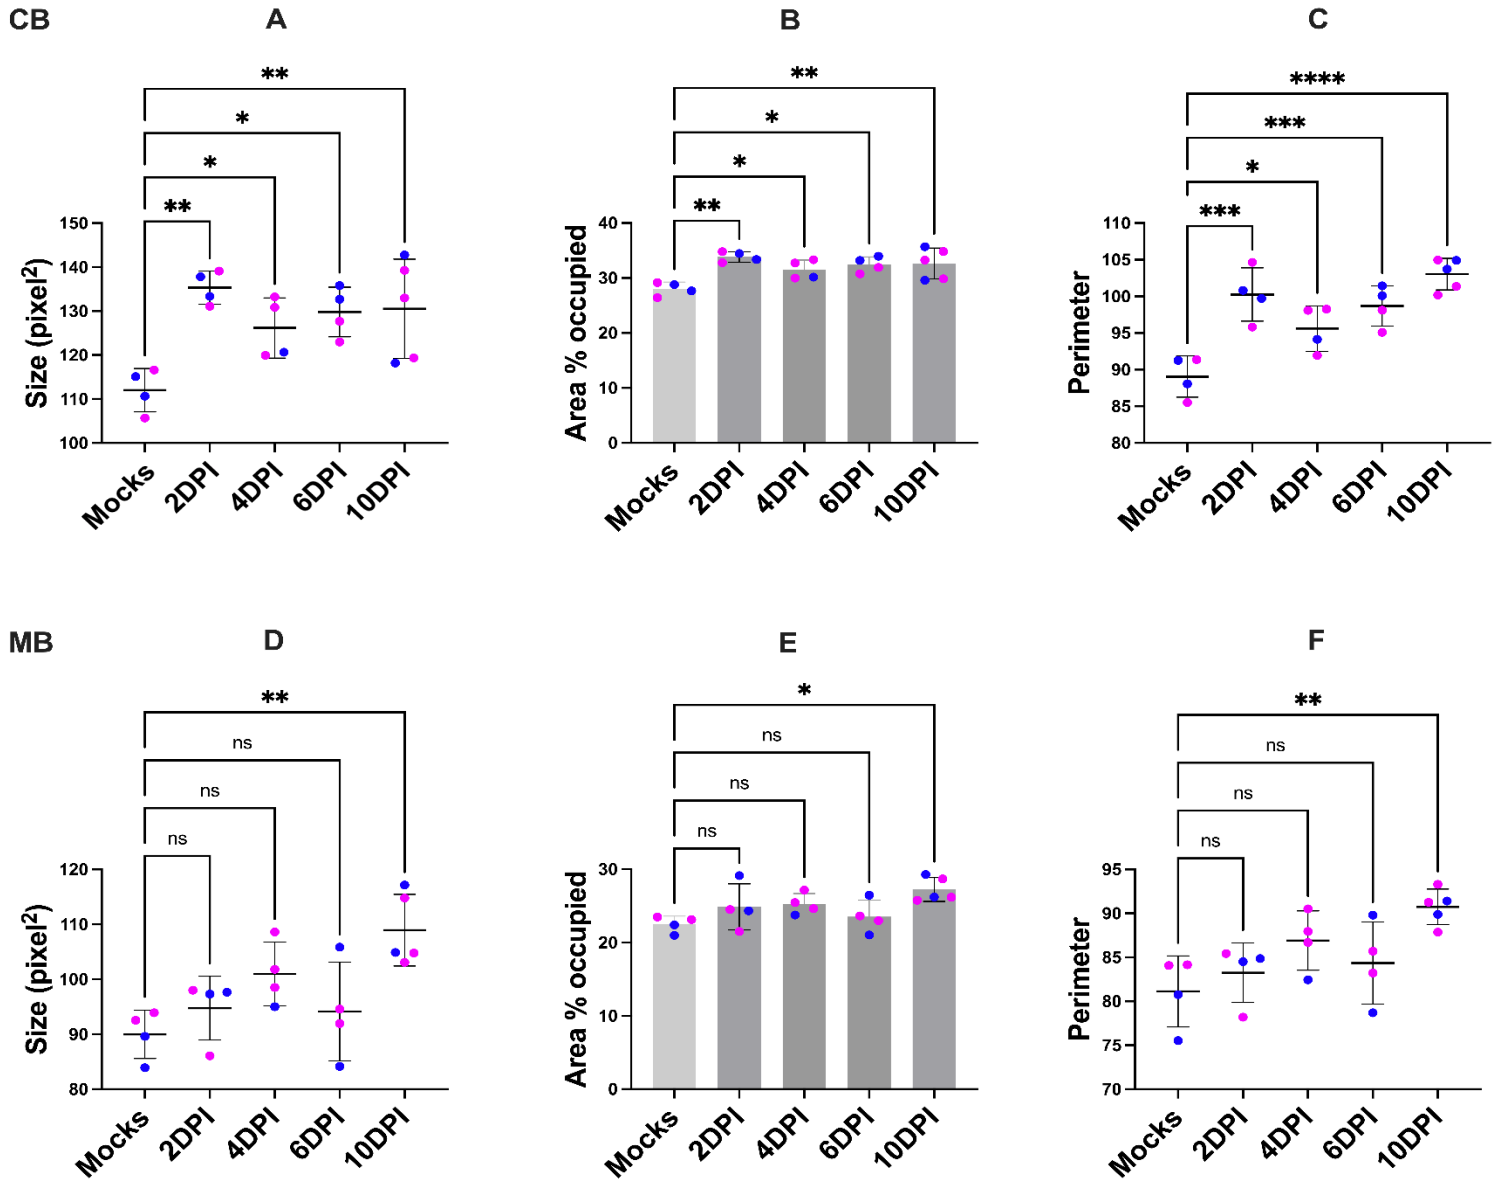 CB A B C
** ** ****
* * ***
* * *
** ** ***
Size (pixel²)
150
140
130
120
110
100
Mocks 2DPI 4DPI 6DPI 10DPI
Area % occupied
40
30
20
10
0
Mocks 2DPI 4DPI 6DPI 10DPI
Perimeter
110
105
100
95
90
85
80
Mocks 2DPI 4DPI 6DPI 10DPI
MB D E F
** * **
ns ns ns
ns ns ns
ns ns ns
Size (pixel²)
120
110
100
90
80
Mocks 2DPI 4DPI 6DPI 10DPI
Area % occupied
30
20
10
0
Mocks 2DPI 4DPI 6DPI 10DPI
Perimeter
95
90
85
80
75
70
Mocks 2DPI 4DPI 6DPI 10DPI